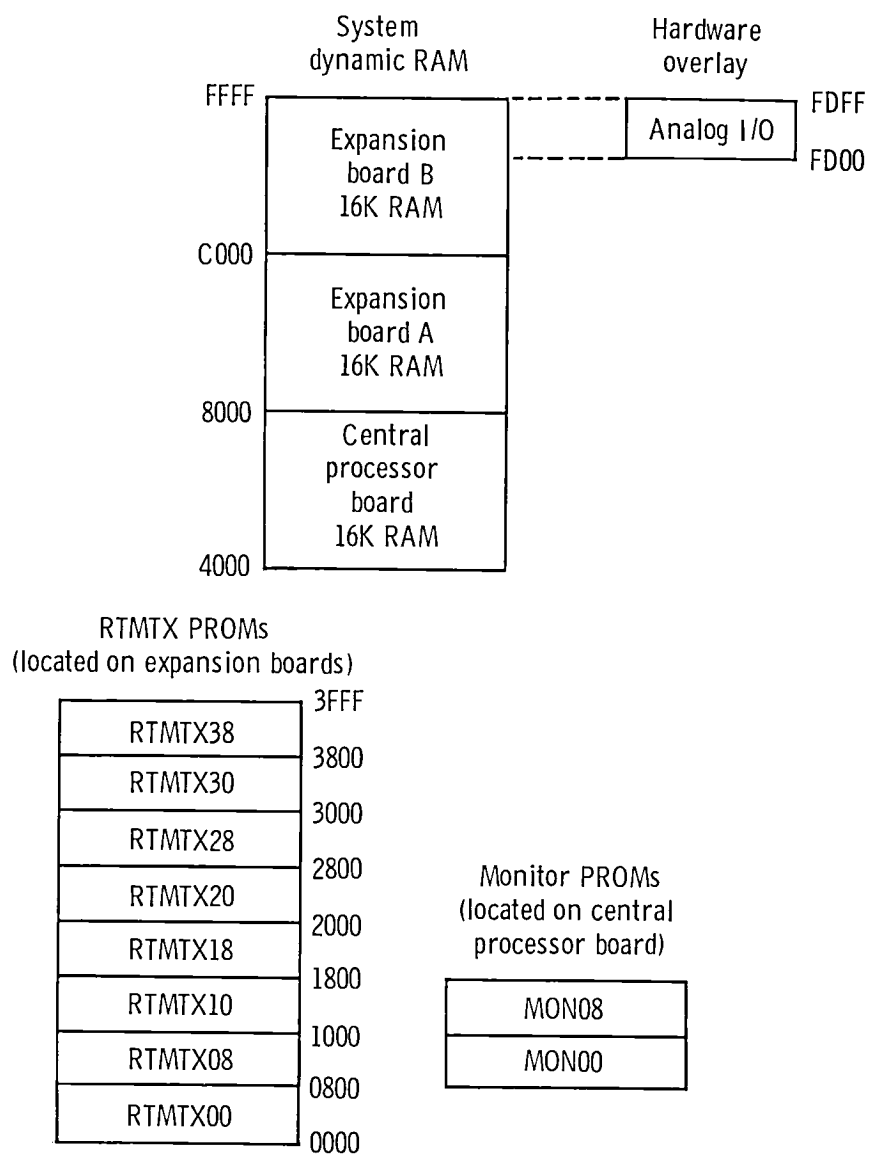 System
dynamic RAM
Hardware
overlay
FFFF
FDFF
Analog I/O
FD00
Expansion
board B
16K RAM
C000
Expansion
board A
16K RAM
8000
Central
processor
board
16K RAM
4000
RTMTX PROMs
(located on expansion boards)
3FFF
RTMTX38
3800
RTMTX30
3000
RTMTX28
2800
RTMTX20
2000
RTMTX18
1800
RTMTX10
1000
RTMTX08
0800
RTMTX00
0000
Monitor PROMs
(located on central
processor board)
MON08
MON00